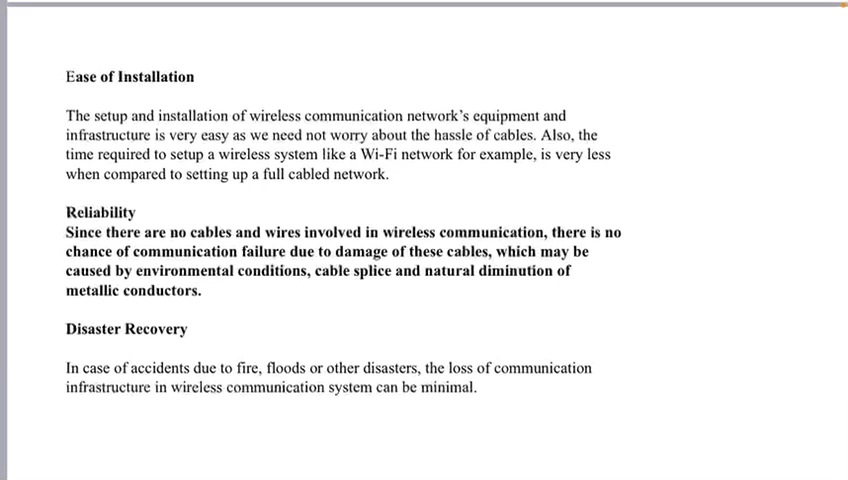 Ease of Installation
The setup and installation of wireless communication network’s equipment and
infrastructure is very easy as we need not worry about the hassle of cables. Also, the
time required to setup a wireless system like a Wi-Fi network for example, is very less
when compared to setting up a full cabled network.
Reliability
Since there are no cables and wires involved in wireless communication, there is no
chance of communication failure due to damage of these cables, which may be
caused by environmental conditions, cable splice and natural diminution of
metallic conductors.
Disaster Recovery
In case of accidents due to fire, floods or other disasters, the loss of communication
infrastructure in wireless communication system can be minimal.